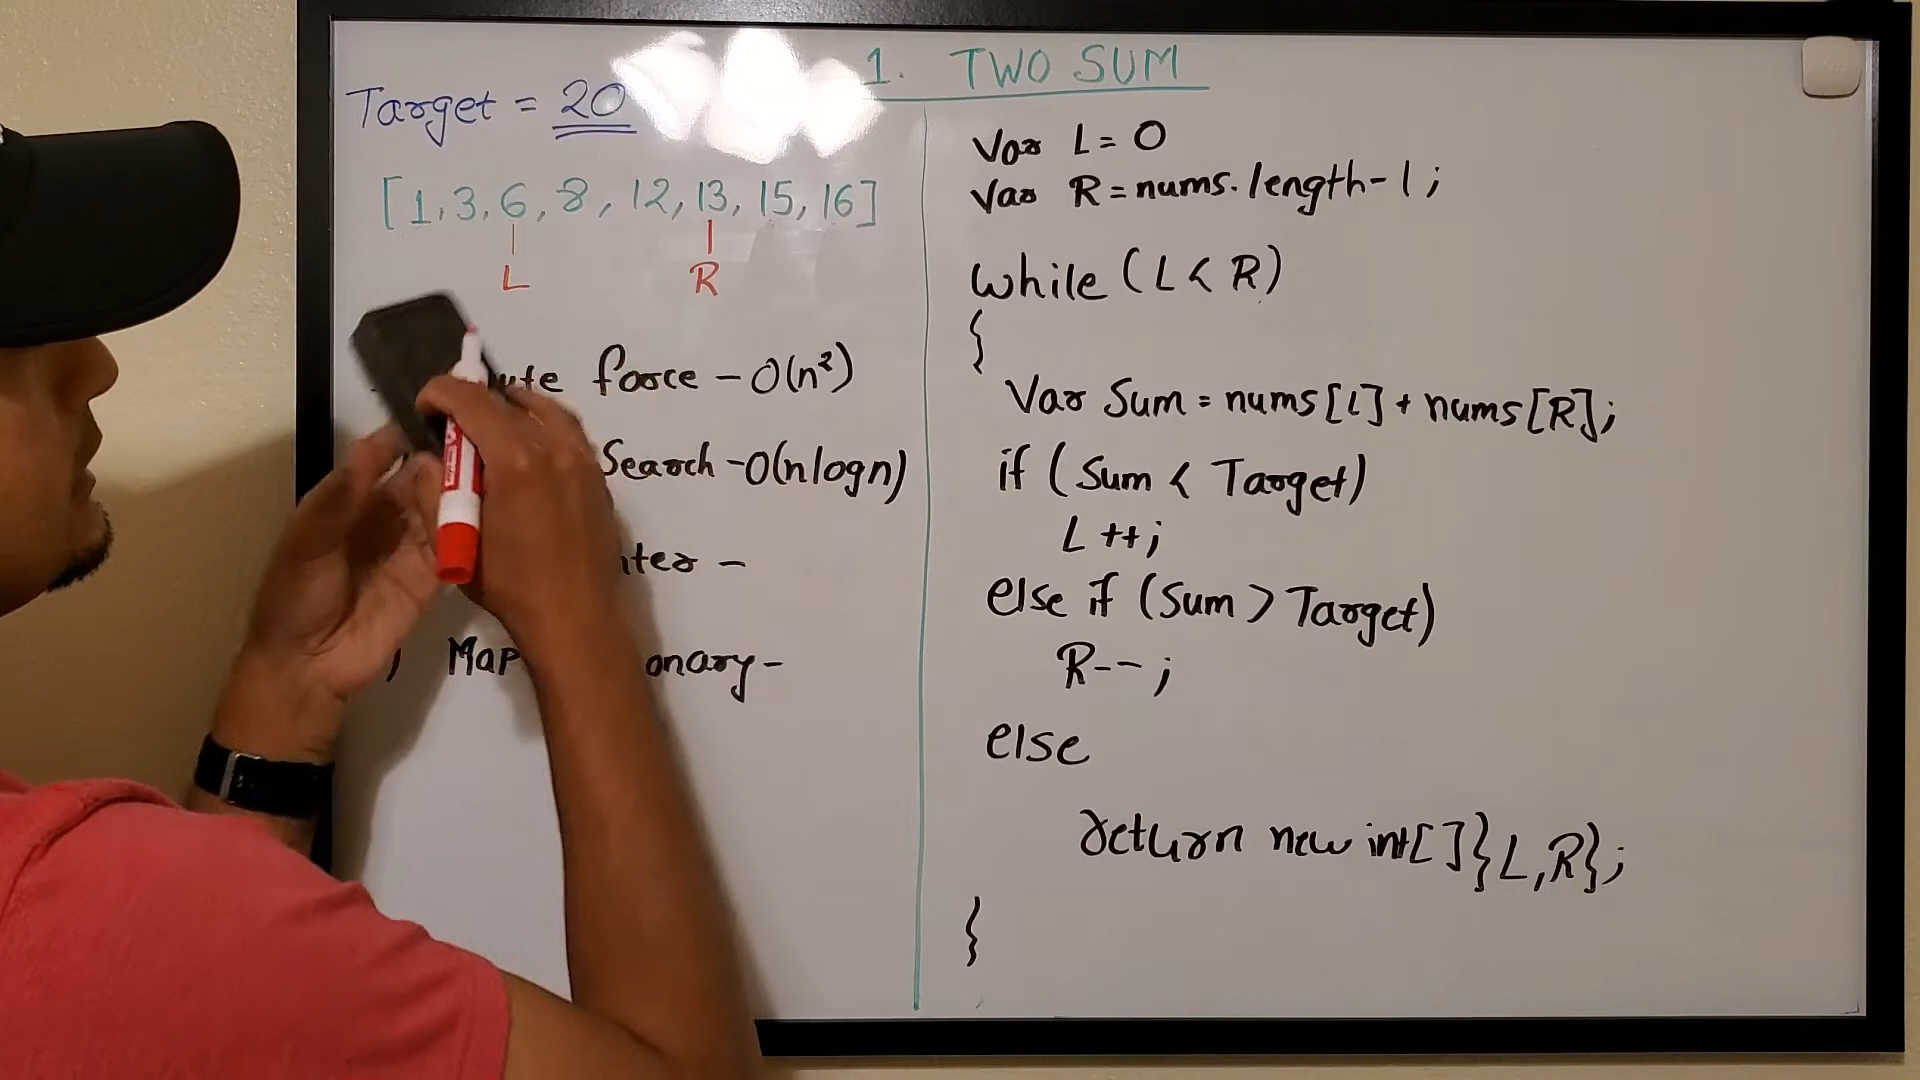 1. TWO SUM
Target = 20
[1, 3, 6, 8, 12, 13, 15, 16]
L R
force - O(n²)
Search - O(nlogn)
-
Map -
Var L = 0
Var R = nums.length-1;
while (L < R)
{
Var Sum = nums[L] + nums[R];
if (Sum < Target)
L++;
else if (Sum > Target)
R--;
else
return new int[]{L,R};
}